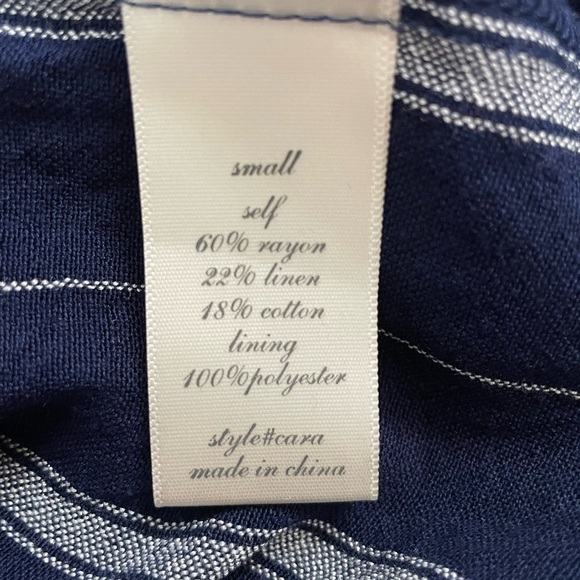 small
self
60% rayon
22% linen
18% cotton
lining
100%polyester
style#cara
made in china